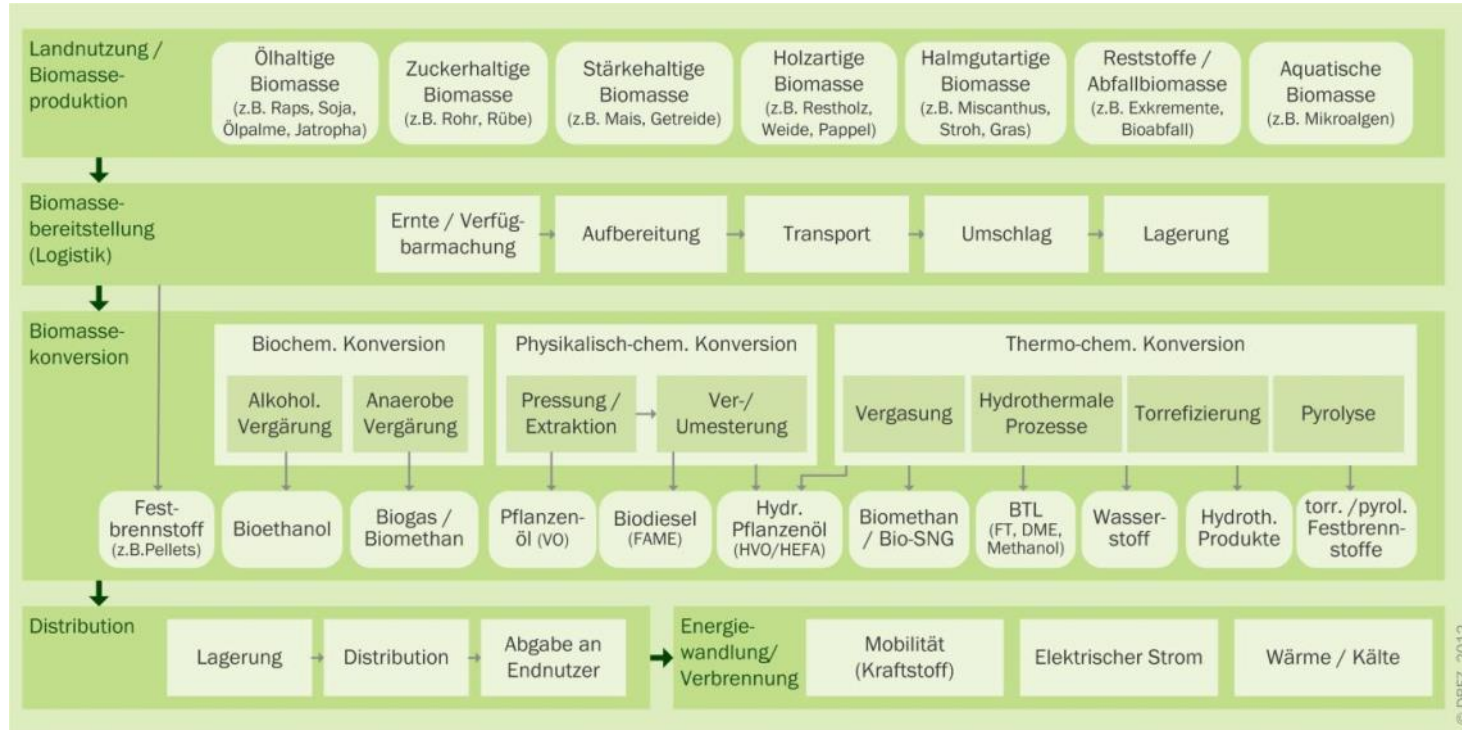 Landnutzung /
Biomasse-
produktion
Ölhaltige
Biomasse
(z.B. Raps, Soja,
Ölpalme, Jatropha)
Zuckerhaltige
Biomasse
(z.B. Rohr, Rübe)
Stärkehaltige
Biomasse
(z.B. Mais, Getreide)
Holzartige
Biomasse
(z.B. Restholz,
Weide, Pappel)
Halmgutartige
Biomasse
(z.B. Miscanthus,
Stroh, Gras)
Reststoffe /
Abfallbiomasse
(z.B. Exkremente,
Bioabfall)
Aquatische
Biomasse
(z.B. Mikroalgen)
Biomasse-
bereitstellung
(Logistik)
Ernte / Verfüg-
barmachung
Aufbereitung
Transport
Umschlag
Lagerung
Biomasse-
konversion
Biochem. Konversion
Alkohol.
Vergärung
Anaerobe
Vergärung
Physikalisch-chem. Konversion
Pressung /
Extraktion
Ver-/
Umesterung
Thermo-chem. Konversion
Vergasung
Hydrothermale
Prozesse
Torrefizierung
Pyrolyse
Fest-
brennstoff
(z.B.Pellets)
Bioethanol
Biogas /
Biomethan
Pflanzen-
öl (VO)
Biodiesel
(FAME)
Hydr.
Pflanzenöl
(HVO/HEFA)
Biomethan
/ Bio-SNG
BTL
(FT, DME,
Methanol)
Wasser-
stoff
Hydroth.
Produkte
torr. /pyrol.
Festbrenn-
stoffe
Distribution
Lagerung
Distribution
Abgabe an
Endnutzer
Energie-
wandlung/
Verbrennung
Mobilität
(Kraftstoff)
Elektrischer Strom
Wärme / Kälte
© DBFZ 2012